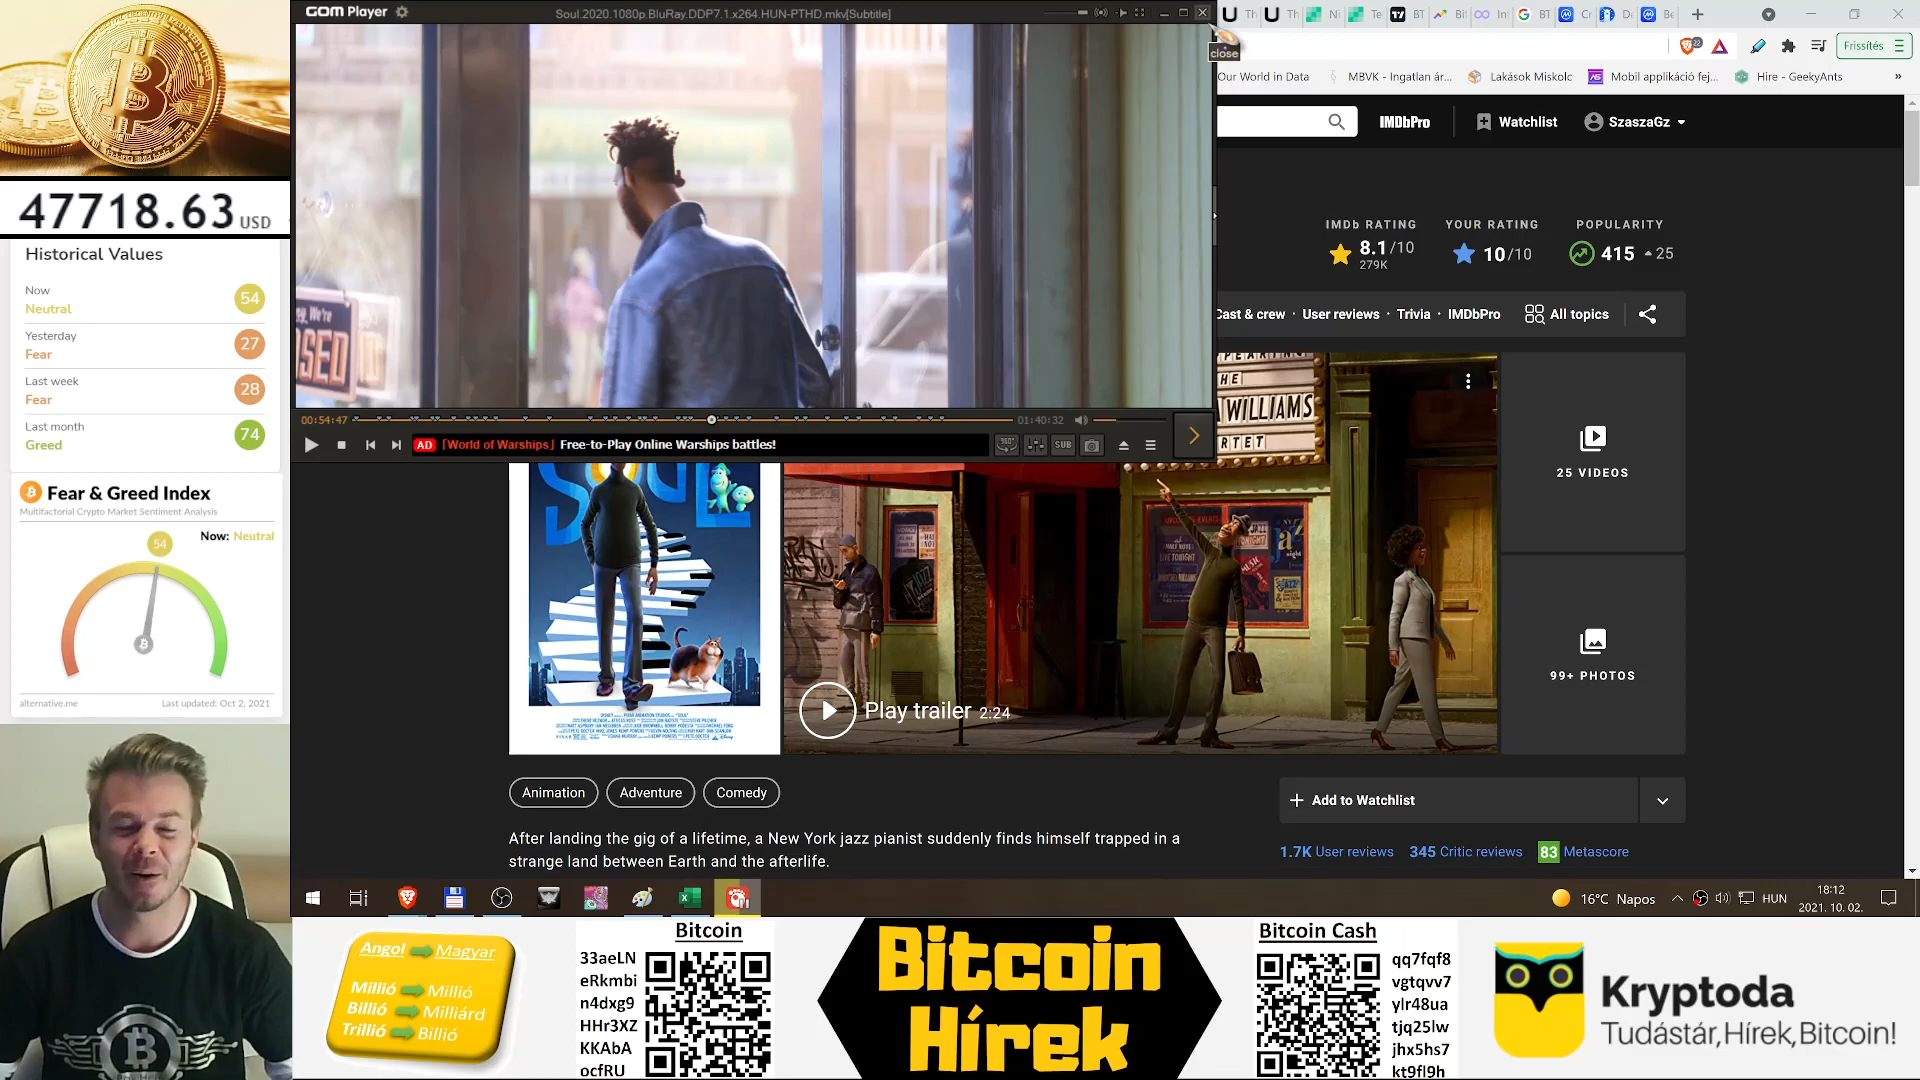 GOM Player
Soul.2020.1080p.BluRay.DDP7.1.x264.HUN-PTHD.mkv[Subtitle]
close
47718.63 USD
Historical Values
Now
Neutral
54
Yesterday
Fear
27
Last week
Fear
28
Last month
Greed
74
Fear & Greed Index
Multifactorial Crypto Market Sentiment Analysis
Now: Neutral
54
alternative.me
Last updated: Oct 2, 2021
We're
OSED
00:54:47
01:40:32
AD [World of Warships] Free-to-Play Online Warships battles!
360°
SUB
Frissítés
Our World in Data
MBVK - Ingatlan ár...
Lakások Miskolc
Mobil applikáció fej...
Hire - GeekyAnts
»
IMDbPro
Watchlist
SzaszaGz
IMDb RATING
8.1/10
279K
YOUR RATING
10/10
POPULARITY
415
25
Cast & crew · User reviews · Trivia · IMDbPro
All topics
THE
WILLIAMS
RTET
25 VIDEOS
99+ PHOTOS
SOUL
Play trailer 2:24
Animation
Adventure
Comedy
After landing the gig of a lifetime, a New York jazz pianist suddenly finds himself trapped in a
strange land between Earth and the afterlife.
+ Add to Watchlist
1.7K User reviews
345 Critic reviews
83 Metascore
16°C Napos
HUN
18:12
2021. 10. 02.
Angol Magyar
Millió Millió
Billió Milliárd
Trillió Billió
Bitcoin
33aeLN
eRkmbi
n4dxg9
HHr3XZ
KKAbA
ocfRU
Bitcoin
Hírek
Bitcoin Cash
qq7fqf8
vgtqvv7
ylr48ua
tjq25lw
jhx5hs7
kt9fl9h
Kryptoda
Tudástár,Hírek,Bitcoin!